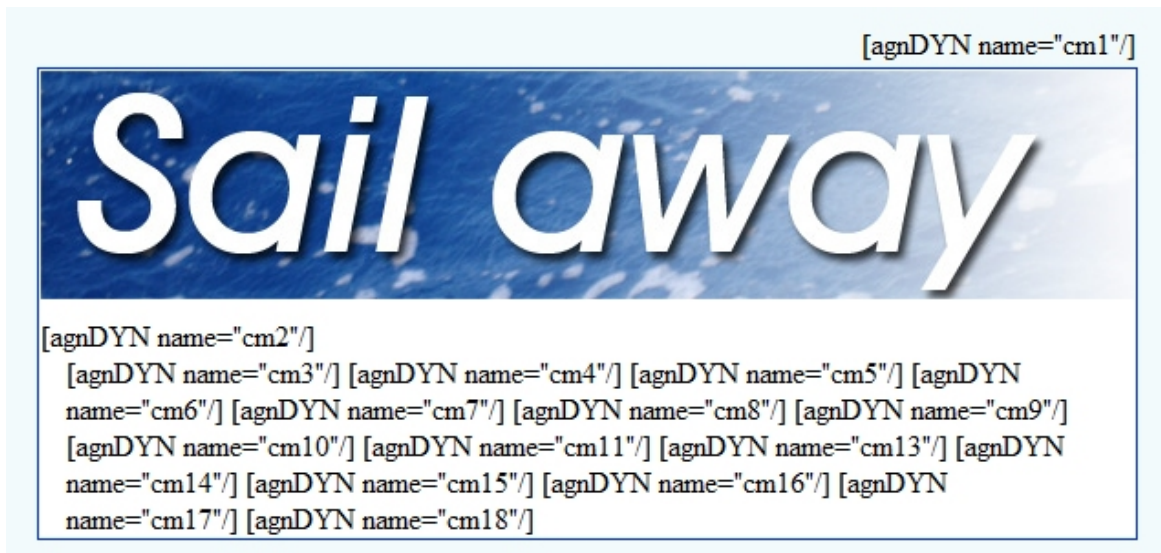 [agnDYN name="cm1"/]
Sail away
[agnDYN name="cm2"/]
[agnDYN name="cm3"/] [agnDYN name="cm4"/] [agnDYN name="cm5"/] [agnDYN
name="cm6"/] [agnDYN name="cm7"/] [agnDYN name="cm8"/] [agnDYN name="cm9"/]
[agnDYN name="cm10"/] [agnDYN name="cm11"/] [agnDYN name="cm13"/] [agnDYN
name="cm14"/] [agnDYN name="cm15"/] [agnDYN name="cm16"/] [agnDYN
name="cm17"/] [agnDYN name="cm18"/]